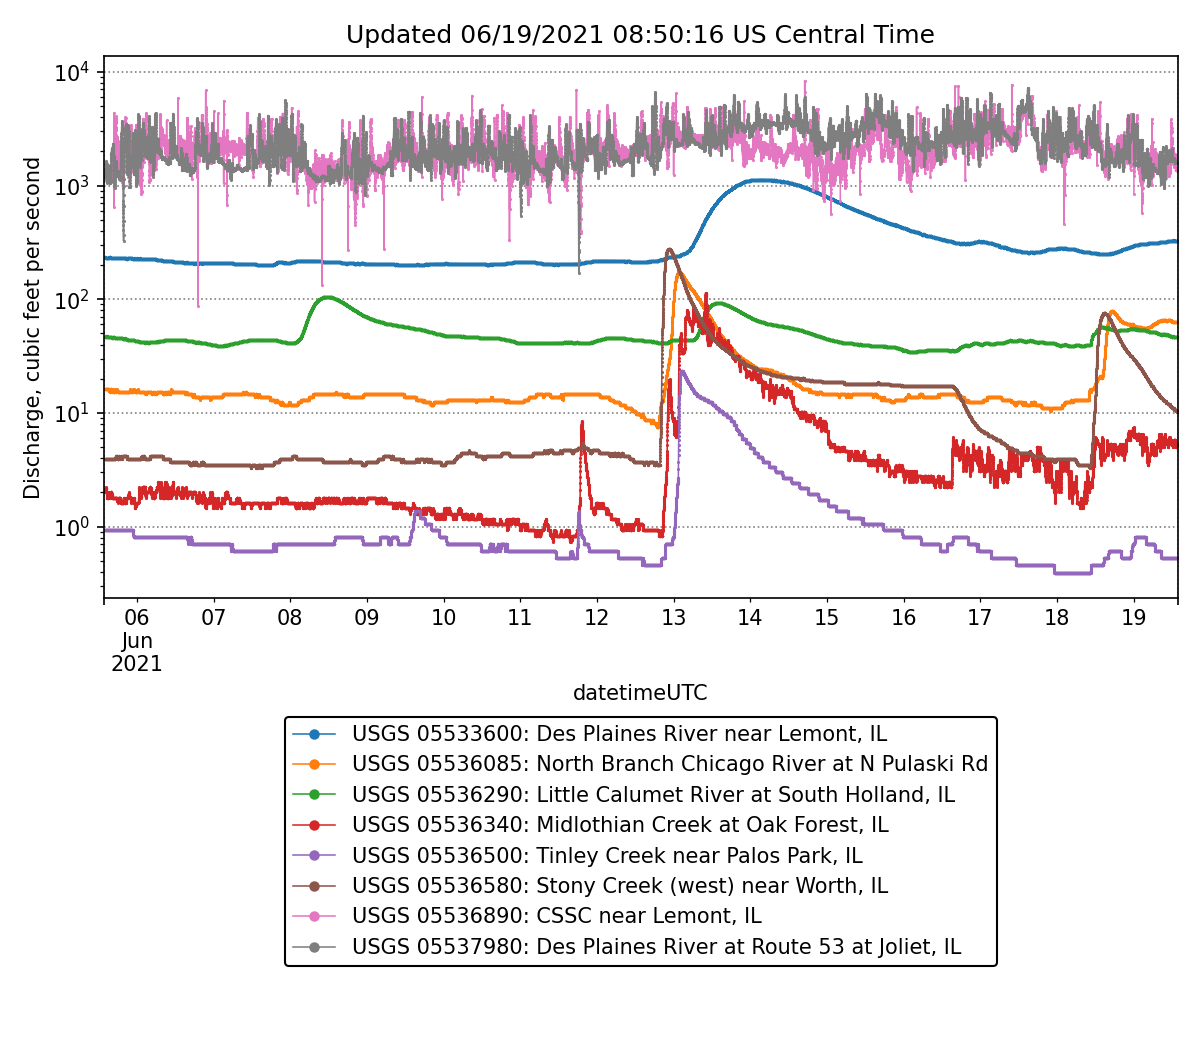 Updated 06/19/2021 08:50:16 US Central Time
Discharge, cubic feet per second
10^4
10^3
10^2
10^1
10^0
06 07 08 09 10 11 12 13 14 15 16 17 18 19
Jun
2021
datetimeUTC
USGS 05533600: Des Plaines River near Lemont, IL
USGS 05536085: North Branch Chicago River at N Pulaski Rd
USGS 05536290: Little Calumet River at South Holland, IL
USGS 05536340: Midlothian Creek at Oak Forest, IL
USGS 05536500: Tinley Creek near Palos Park, IL
USGS 05536580: Stony Creek (west) near Worth, IL
USGS 05536890: CSSC near Lemont, IL
USGS 05537980: Des Plaines River at Route 53 at Joliet, IL